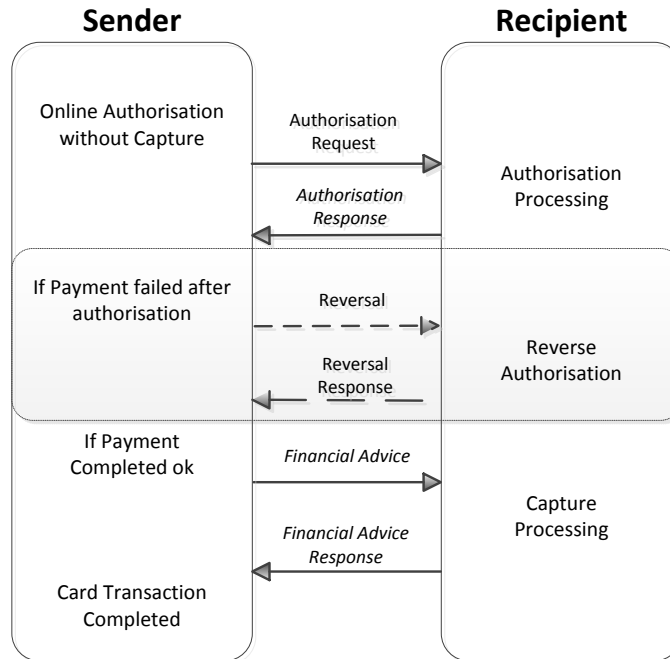 Sender
Recipient
Online Authorisation
without Capture
Authorisation
Request
Authorisation
Processing
Authorisation
Response
If Payment failed after
authorisation
Reversal
Reverse
Authorisation
Reversal
Response
If Payment
Completed ok
Financial Advice
Capture
Processing
Financial Advice
Response
Card Transaction
Completed